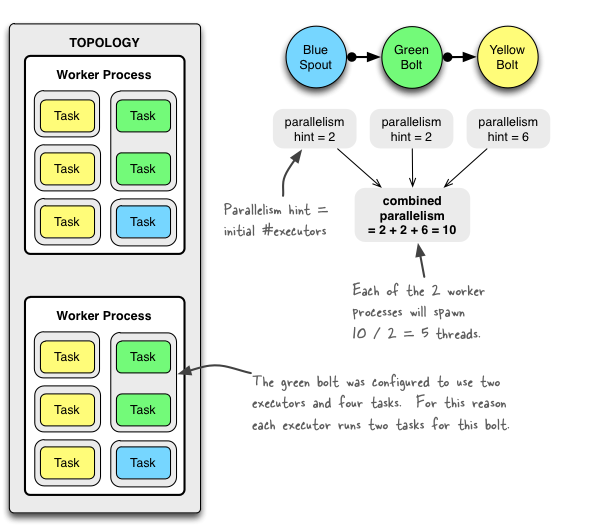 TOPOLOGY
Worker Process
Task
Task
Task
Task
Task
Task
Worker Process
Task
Task
Task
Task
Task
Task
Blue
Spout
Green
Bolt
Yellow
Bolt
parallelism
hint = 2
parallelism
hint = 2
parallelism
hint = 6
Parallelism hint =
initial #executors
combined
parallelism
= 2 + 2 + 6 = 10
Each of the 2 worker
processes will spawn
10 / 2 = 5 threads.
The green bolt was configured to use two
executors and four tasks. For this reason
each executor runs two tasks for this bolt.